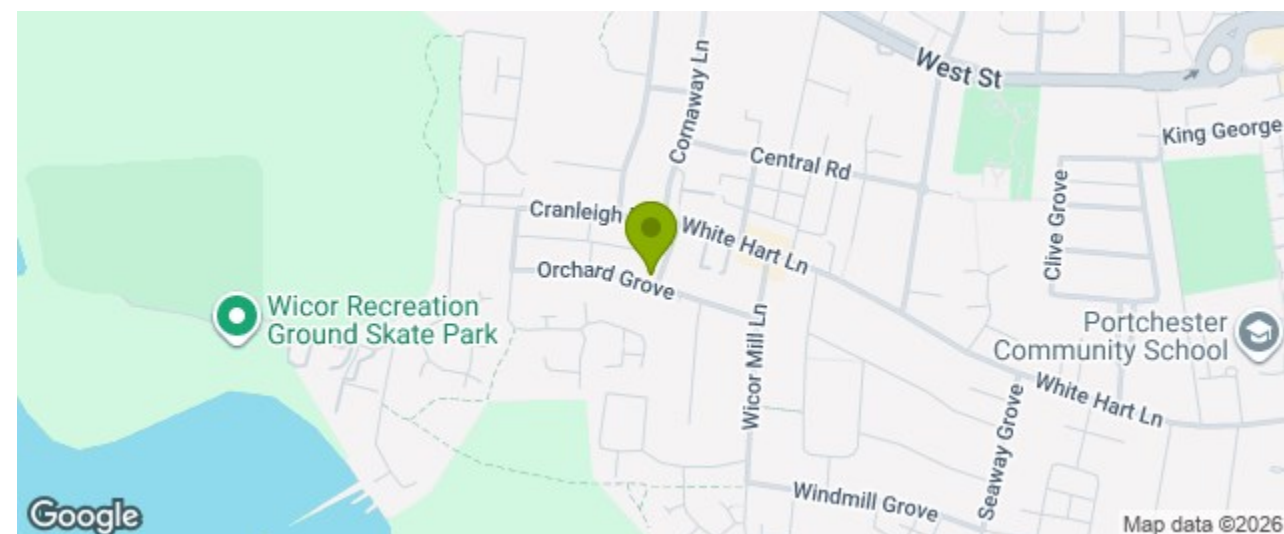 West St
Cornaway Ln
King George
Central Rd
Clive Grove
Cranleigh
White Hart Ln
Orchard Grove
Wicor Recreation
Ground Skate Park
Wicor Mill Ln
Portchester
Community School
White Hart Ln
Seaway Grove
Windmill Grove
Google
Map data ©2026